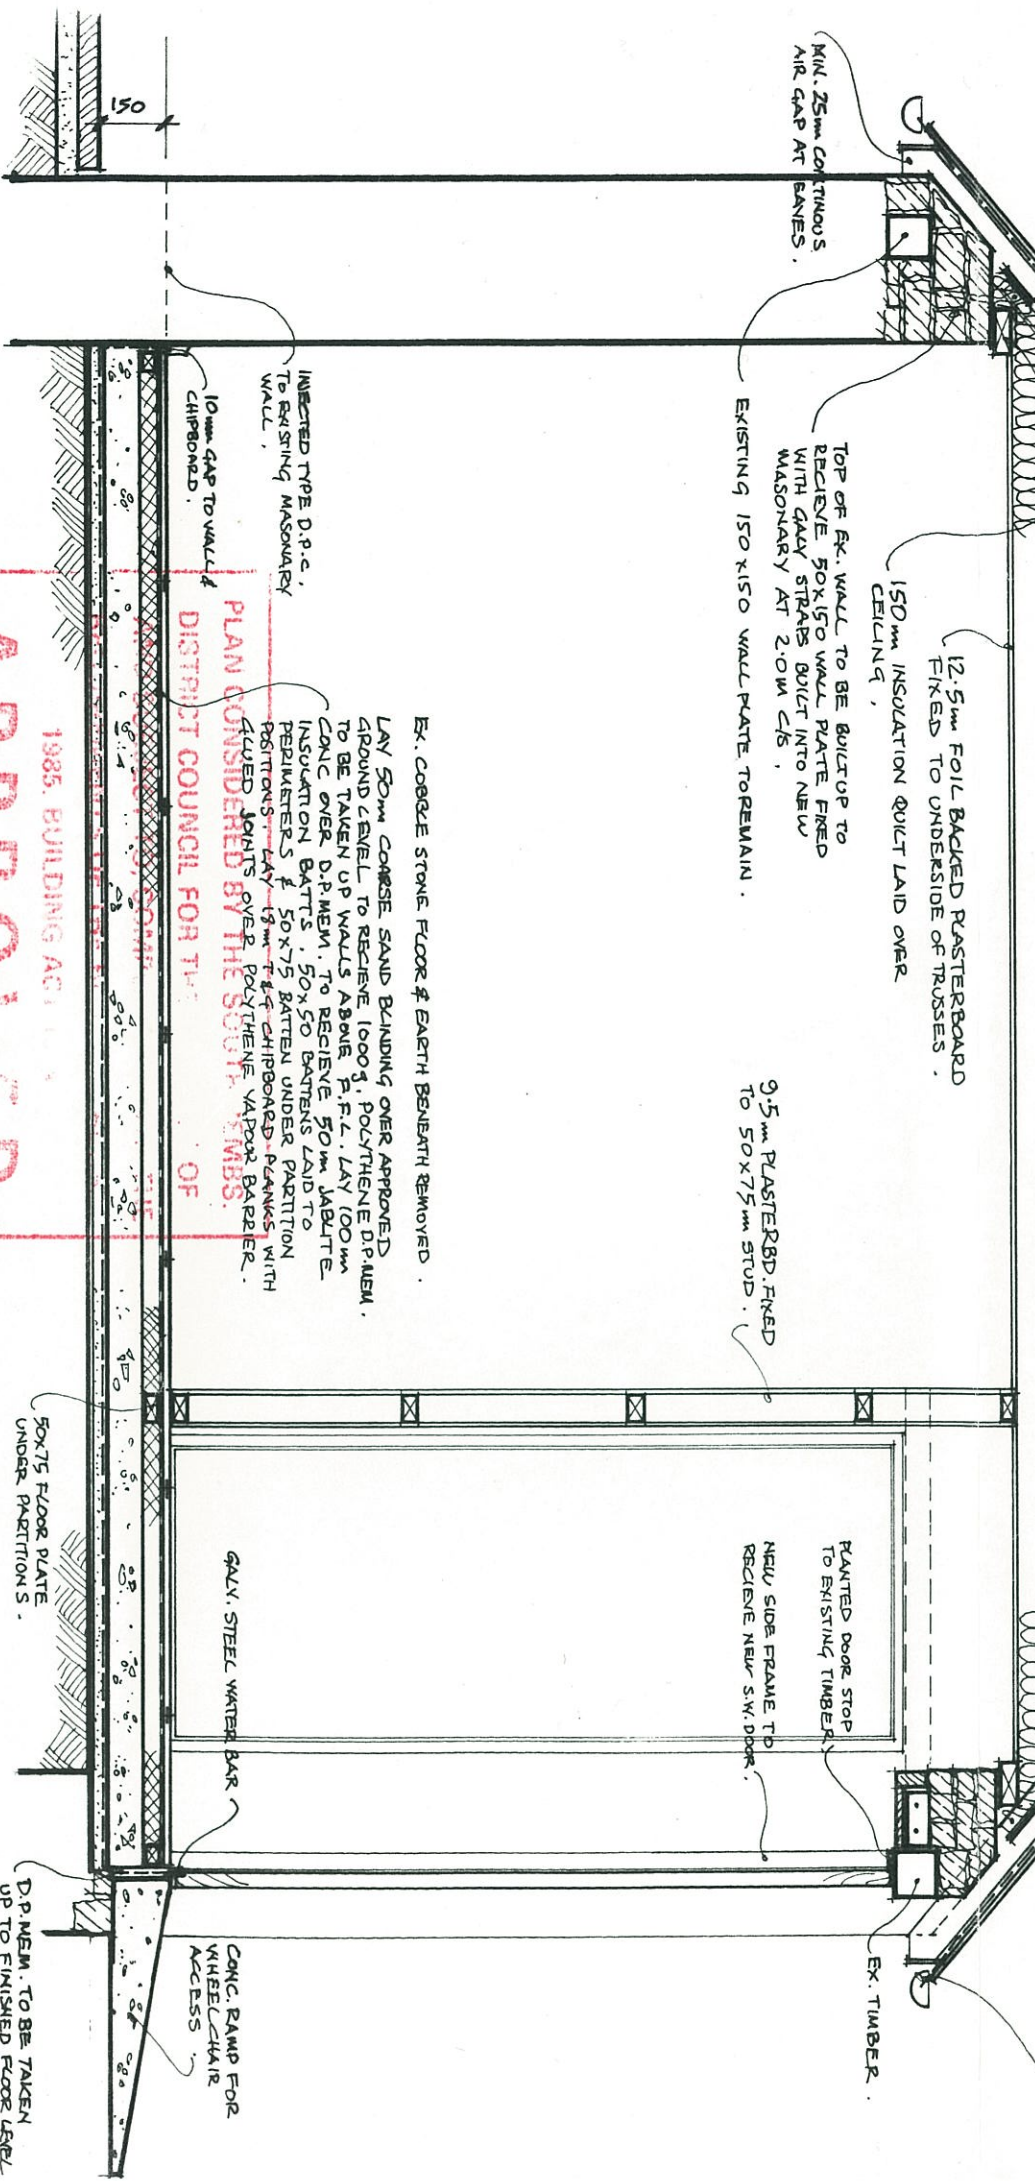 MIN. 25mm CONTINOUS
AIR GAP AT EAVES.
12.5mm FOIL BACKED PLASTERBOARD
FIXED TO UNDERSIDE OF TRUSSES.
150mm INSULATION QUILT LAID OVER
CEILING.
TOP OF EX. WALL TO BE BUILT UP TO
RECIEVE 50x150 WALL PLATE FIXED
WITH GALV STRAPS BUILT INTO NEW
MASONARY AT 2.0M C/S.
EXISTING 150x150 WALL PLATE TO REMAIN.
9.5mm PLASTERBD. FIXED
TO 50x75mm STUD.
PLANTED DOOR STOP
TO EXISTING TIMBER
NEW SIDE FRAME TO
RECIEVE NEW S.W. DOOR.
EX. TIMBER.
150
INJECTED TYPE D.P.C.
TO EXISTING MASONARY
WALL.
10mm GAP TO WALL &
CHIPBOARD.
EX. COBBLE STONE FLOOR & EARTH BENEATH REMOVED.
LAY 50mm COARSE SAND BLINDING OVER APPROVED
GROUND LEVEL TO RECIEVE 1000g. POLYTHENE D.P.MEM.
TO BE TAKEN UP WALLS ABOVE F.F.L. LAY 100mm
CONC OVER D.P.MEM. TO RECIEVE 50mm JABLITE
INSULATION BATTS. 50x50 BATTENS LAID TO
PERIMETERS & 50x75 BATTEN UNDER PARTITION
POSITIONS. LAY 18mm T&G CHIPBOARD PLANKS WITH
GLUED JOINTS OVER POLYTHENE VAPOUR BARRIER.
GALV. STEEL WATER BAR
CONC. RAMP FOR
WHEELCHAIR
ACCESS
50x75 FLOOR PLATE
UNDER PARTITIONS.
D.P.MEM. TO BE TAKEN
UP TO FINISHED FLOOR LEVEL
PLAN CONSIDERED BY THE SOUTH CAMBS.
DISTRICT COUNCIL FOR THE OF
1985. BUILDING ACT